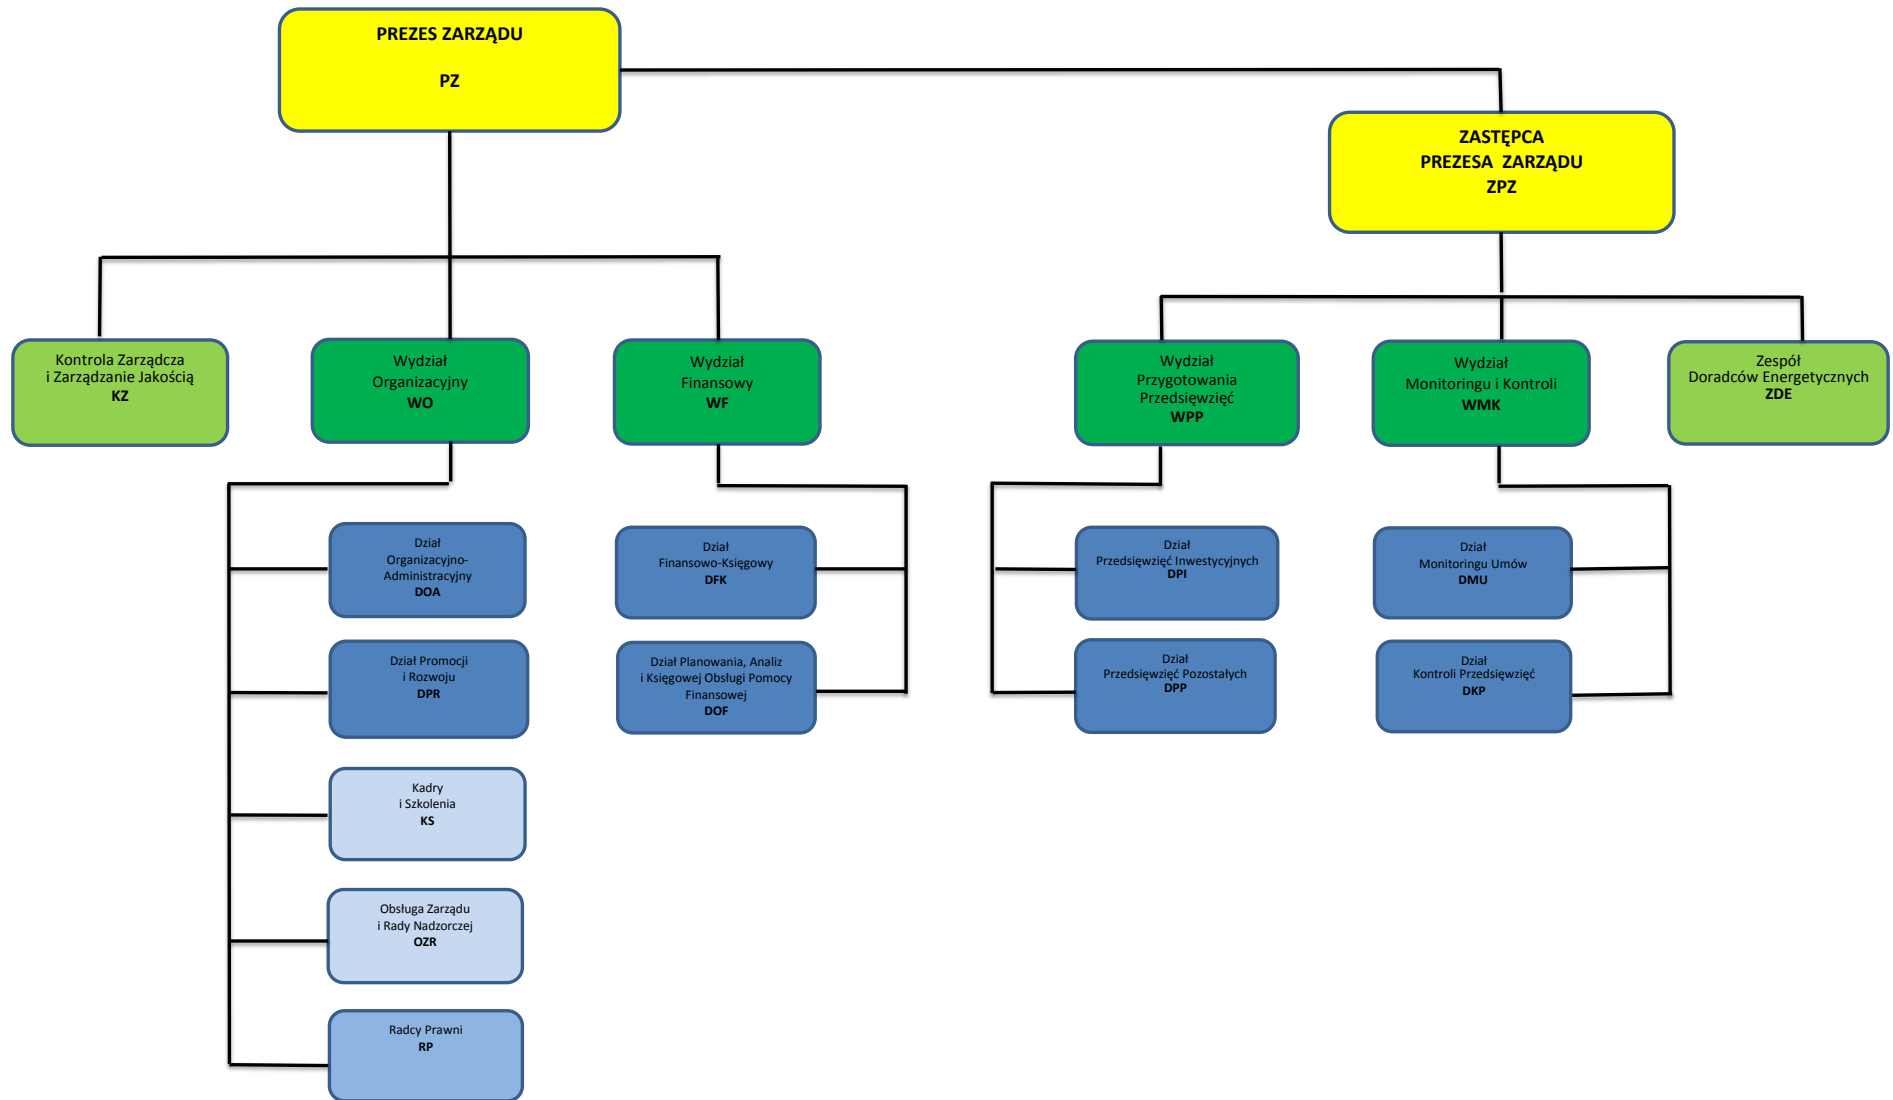 PREZES ZARZĄDU
PZ
ZASTĘPCA
PREZESA ZARZĄDU
ZPZ
Kontrola Zarządcza
i Zarządzanie Jakością
KZ
Wydział
Organizacyjny
WO
Wydział
Finansowy
WF
Wydział
Przygotowania
Przedsięwzięć
WPP
Wydział
Monitoringu i Kontroli
WMK
Zespół
Doradców Energetycznych
ZDE
Dział
Organizacyjno-
Administracyjny
DOA
Dział
Finansowo-Księgowy
DFK
Dział
Przedsięwzięć Inwestycyjnych
DPI
Dział
Monitoringu Umów
DMU
Dział Promocji
i Rozwoju
DPR
Dział Planowania, Analiz
i Księgowej Obsługi Pomocy
Finansowej
DOF
Dział
Przedsięwzięć Pozostałych
DPP
Dział
Kontroli Przedsięwzięć
DKP
Kadry
i Szkolenia
KS
Obsługa Zarządu
i Rady Nadzorczej
OZR
Radcy Prawni
RP